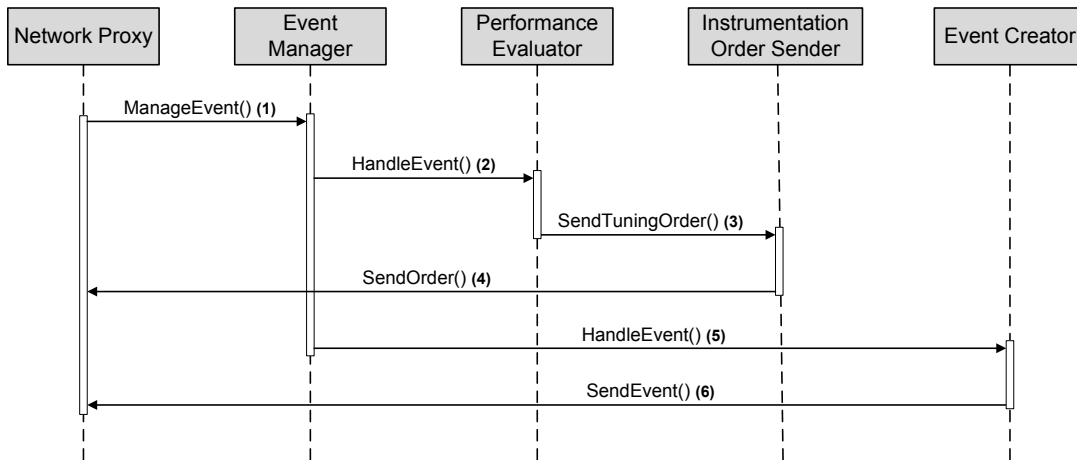 Network Proxy
Event
Manager
Performance
Evaluator
Instrumentation
Order Sender
Event Creator
ManageEvent() (1)
HandleEvent() (2)
SendTuningOrder() (3)
SendOrder() (4)
HandleEvent() (5)
SendEvent() (6)